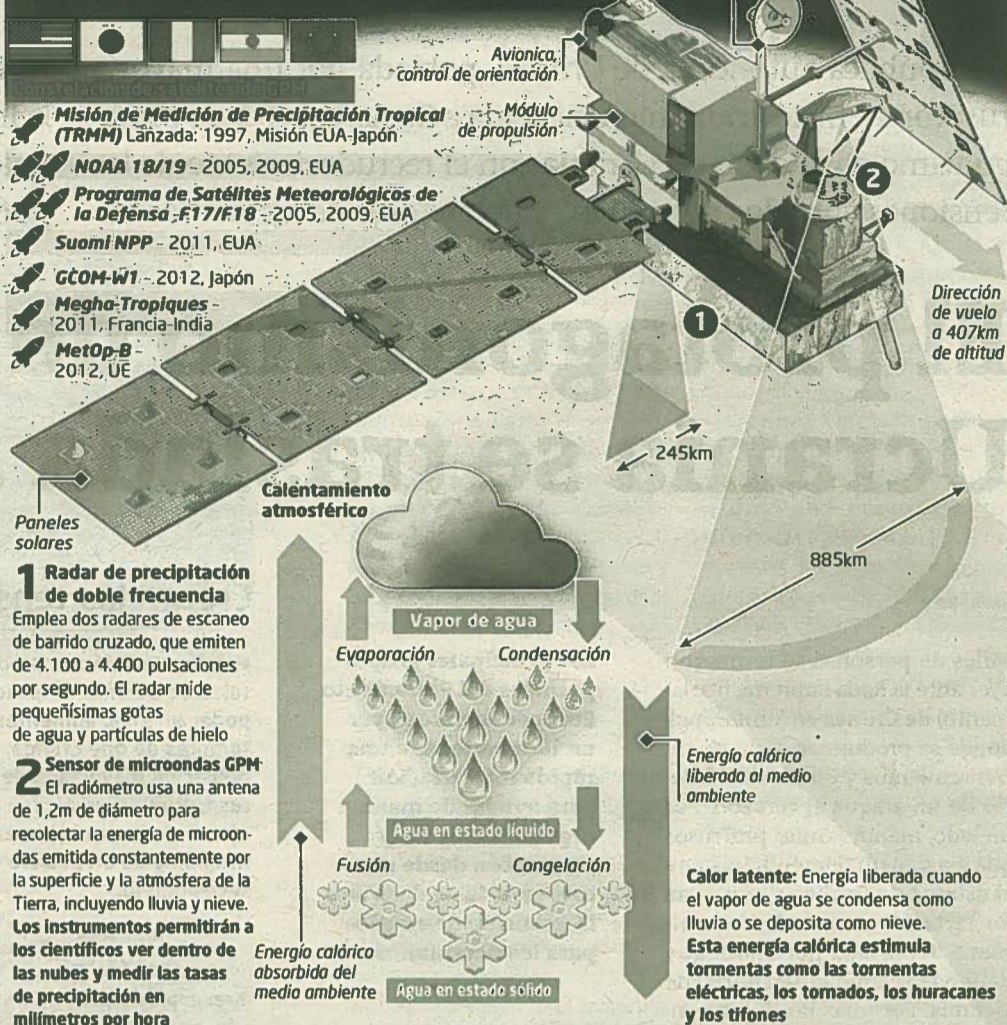 Constelación de satélites del GPM
Misión de Medición de Precipitación Tropical
(TRMM) Lanzada: 1997, Misión EUA-Japón
NOAA 18/19 - 2005, 2009, EUA
Programa de Satélites Meteorológicos de
la Defensa -F17/F18 - 2005, 2009, EUA
Suomi NPP - 2011, EUA
GCOM-W1 - 2012, Japón
Megha-Tropiques -
2011, Francia-India
MetOp-B -
2012, UE
Avionica,
control de orientación
Módulo
de propulsión
2
1
Dirección
de vuelo
a 407km
de altitud
245km
885km
Paneles
solares
1 Radar de precipitación
de doble frecuencia
Emplea dos radares de escaneo
de barrido cruzado, que emiten
de 4.100 a 4.400 pulsaciones
por segundo. El radar mide
pequeñísimas gotas
de agua y partículas de hielo
2 Sensor de microondas GPM
El radiómetro usa una antena
de 1,2m de diámetro para
recolectar la energía de microon-
das emitida constantemente por
la superficie y la atmósfera de la
Tierra, incluyendo lluvia y nieve.
Los instrumentos permitirán a
los científicos ver dentro de
las nubes y medir las tasas
de precipitación en
milímetros por hora
Calentamiento
atmosférico
Vapor de agua
Evaporación
Condensación
Agua en estado líquido
Fusión
Congelación
Agua en estado sólido
Energía calórica
absorbida del
medio ambiente
Energía calórica
liberada al medio
ambiente
Calor latente: Energía liberada cuando
el vapor de agua se condensa como
lluvia o se deposita como nieve.
Esta energía calórica estimula
tormentas como las tormentas
eléctricas, los tornados, los huracanes
y los tifones